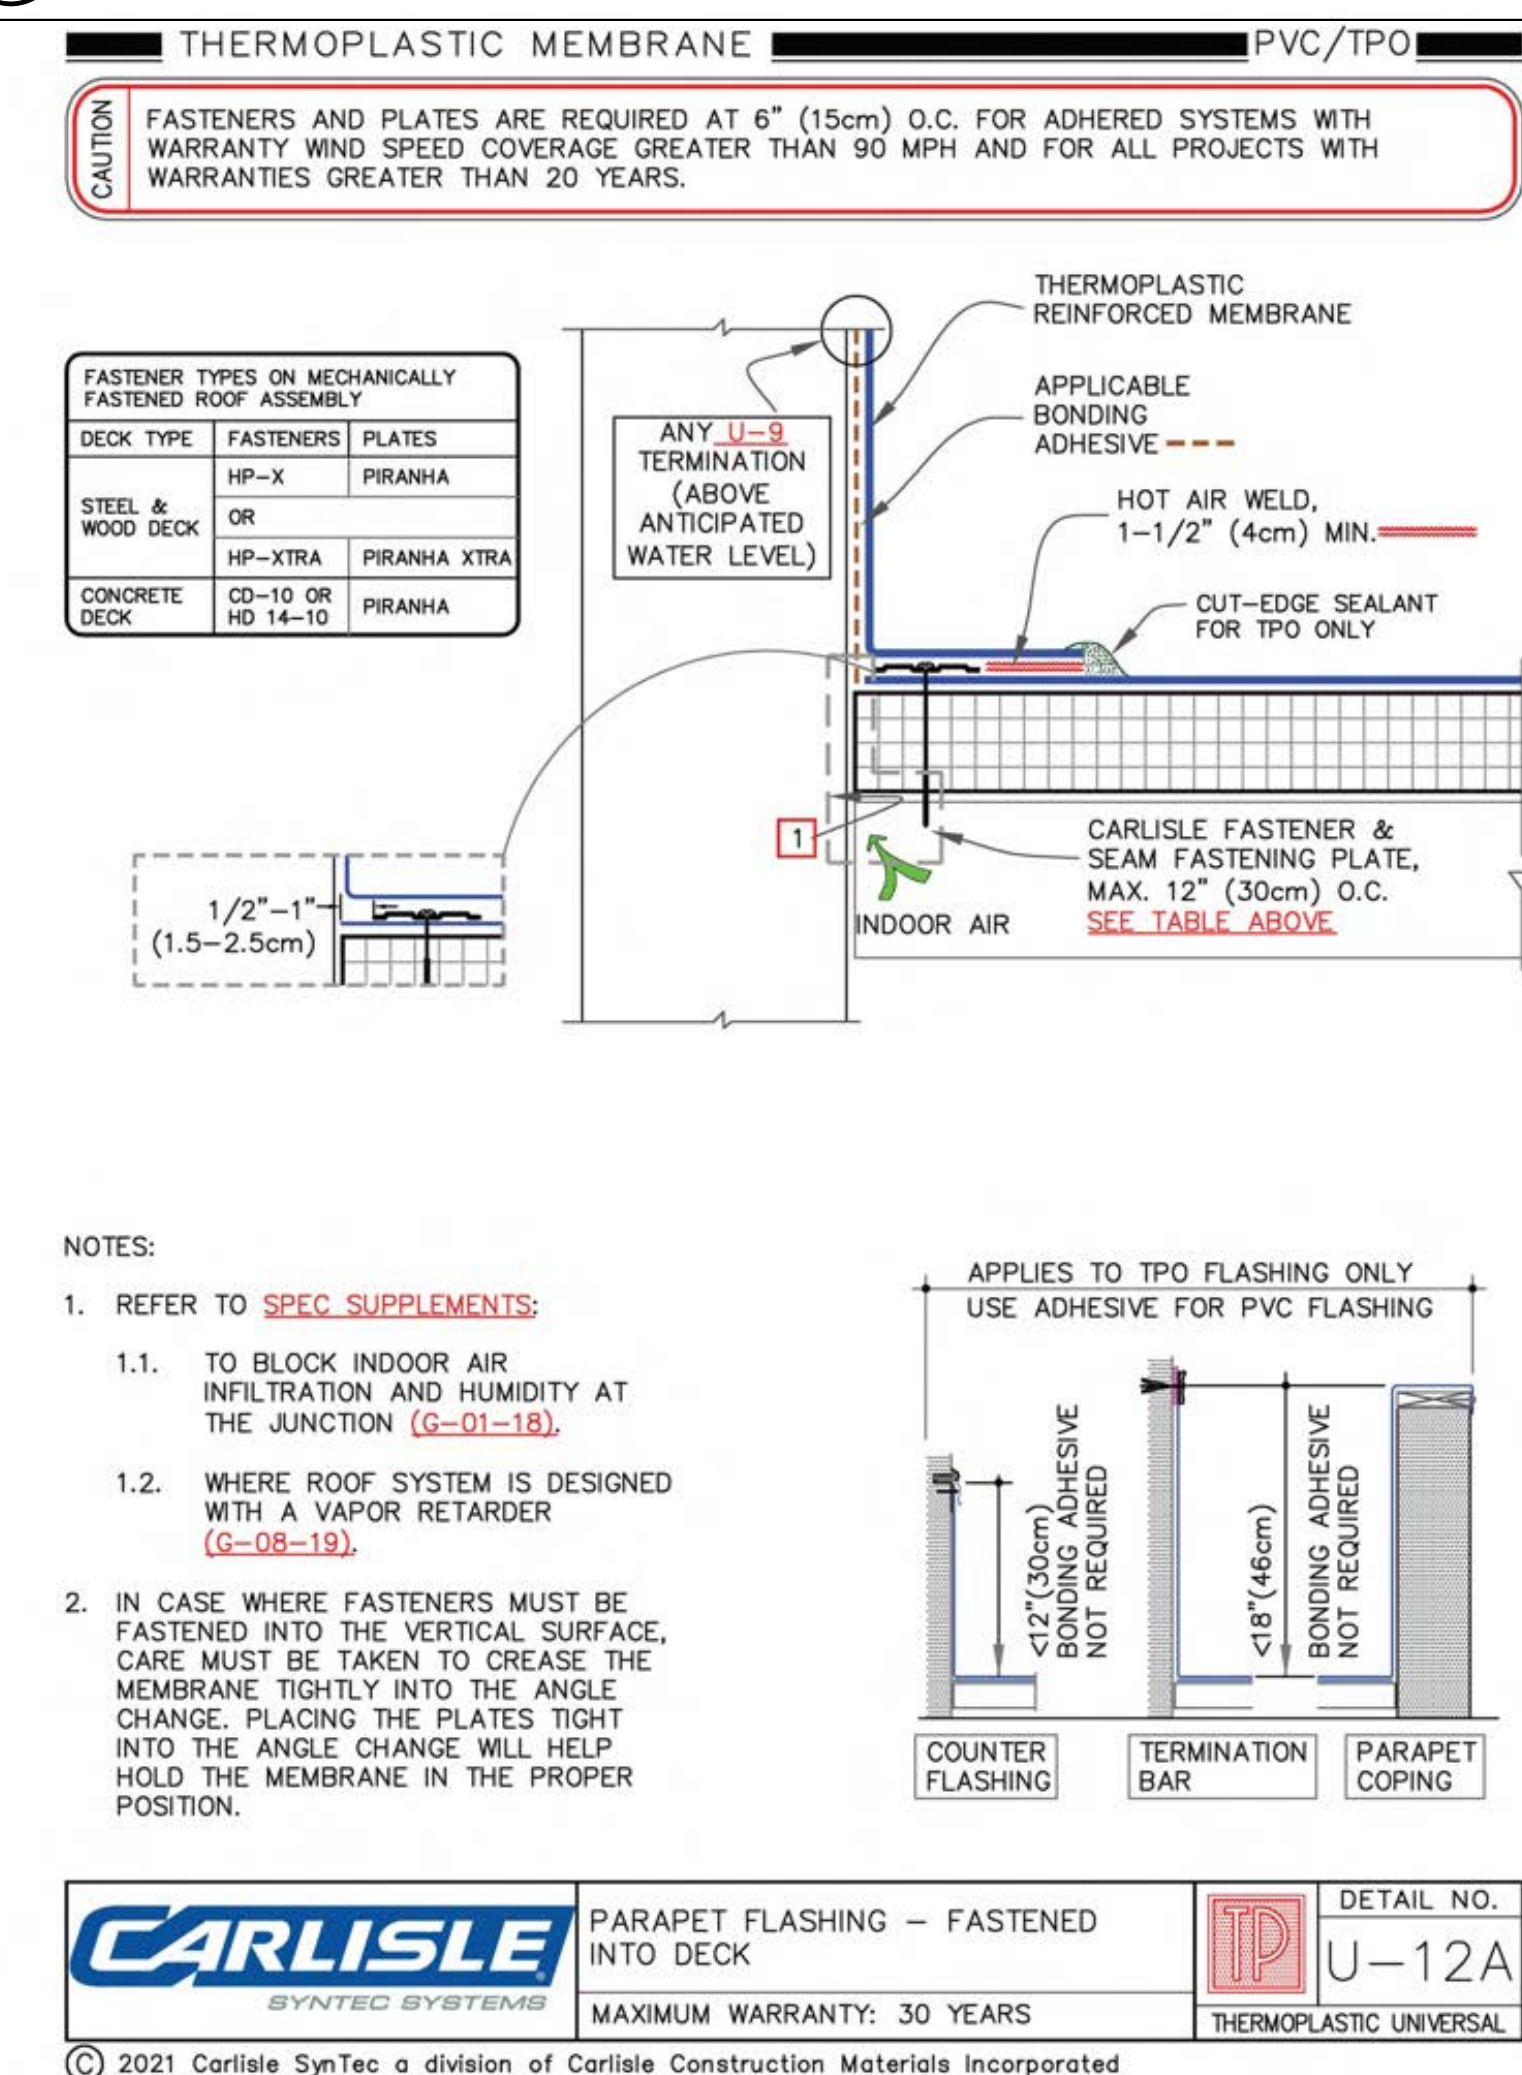 THERMOPLASTIC MEMBRANE
PVC/TPO
CAUTION
FASTENERS AND PLATES ARE REQUIRED AT 6" (15cm) O.C. FOR ADHERED SYSTEMS WITH
WARRANTY WIND SPEED COVERAGE GREATER THAN 90 MPH AND FOR ALL PROJECTS WITH
WARRANTIES GREATER THAN 20 YEARS.
THERMOPLASTIC
REINFORCED MEMBRANE
FASTENER TYPES ON MECHANICALLY
FASTENED ROOF ASSEMBLY
DECK TYPE FASTENERS PLATES
STEEL &
WOOD DECK
HP-X PIRANHA
OR
HP-XTRA PIRANHA XTRA
CONCRETE
DECK
CD-10 OR
HD 14-10
PIRANHA
ANY U-9
TERMINATION
(ABOVE
ANTICIPATED
WATER LEVEL)
APPLICABLE
BONDING
ADHESIVE
HOT AIR WELD,
1-1/2" (4cm) MIN.
CUT-EDGE SEALANT
FOR TPO ONLY
1
INDOOR AIR
CARLISLE FASTENER &
SEAM FASTENING PLATE,
MAX. 12" (30cm) O.C.
SEE TABLE ABOVE
1/2"-1"
(1.5-2.5cm)
NOTES:
1. REFER TO SPEC SUPPLEMENTS:
1.1. TO BLOCK INDOOR AIR
INFILTRATION AND HUMIDITY AT
THE JUNCTION (G-01-18).
1.2. WHERE ROOF SYSTEM IS DESIGNED
WITH A VAPOR RETARDER
(G-08-19).
2. IN CASE WHERE FASTENERS MUST BE
FASTENED INTO THE VERTICAL SURFACE,
CARE MUST BE TAKEN TO CREASE THE
MEMBRANE TIGHTLY INTO THE ANGLE
CHANGE. PLACING THE PLATES TIGHT
INTO THE ANGLE CHANGE WILL HELP
HOLD THE MEMBRANE IN THE PROPER
POSITION.
APPLIES TO TPO FLASHING ONLY
USE ADHESIVE FOR PVC FLASHING
<12"(30cm)
BONDING ADHESIVE
NOT REQUIRED
<18"(46cm)
BONDING ADHESIVE
NOT REQUIRED
COUNTER
FLASHING
TERMINATION
BAR
PARAPET
COPING
CARLISLE
SYNTEC SYSTEMS
PARAPET FLASHING - FASTENED
INTO DECK
MAXIMUM WARRANTY: 30 YEARS
TP
DETAIL NO.
U-12A
THERMOPLASTIC UNIVERSAL
© 2021 Carlisle SynTec a division of Carlisle Construction Materials Incorporated